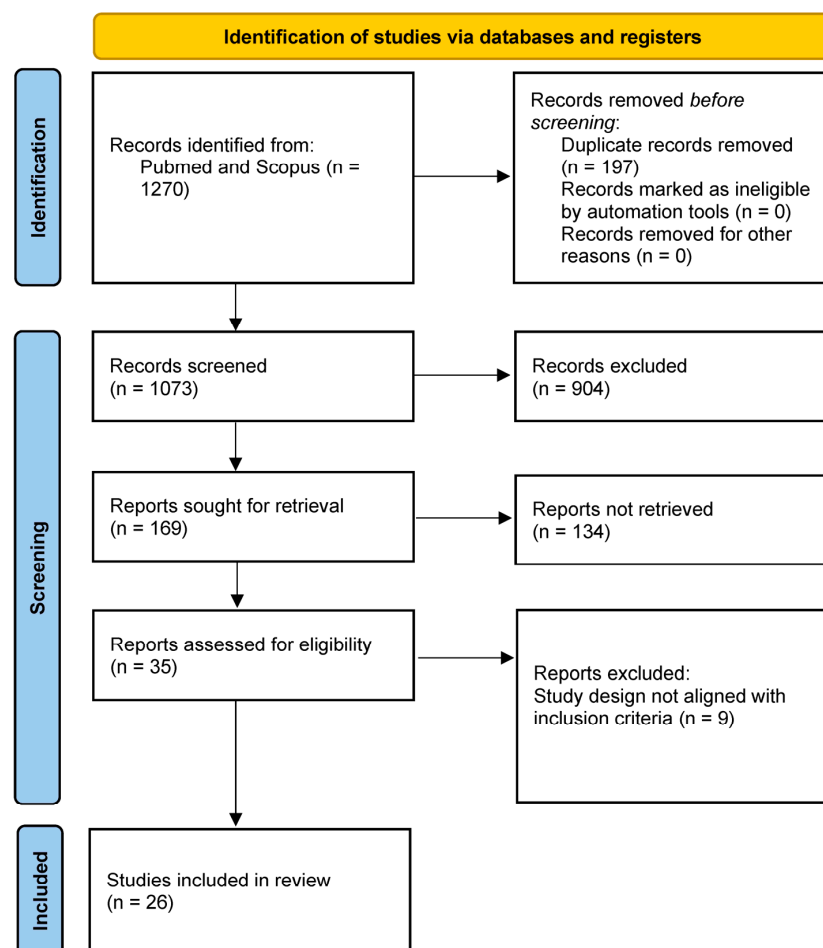 Identification of studies via databases and registers
Identification
Records identified from:
Pubmed and Scopus (n =
1270)
Records removed before
screening:
Duplicate records removed
(n = 197)
Records marked as ineligible
by automation tools (n = 0)
Records removed for other
reasons (n = 0)
Screening
Records screened
(n = 1073)
Records excluded
(n = 904)
Reports sought for retrieval
(n = 169)
Reports not retrieved
(n = 134)
Reports assessed for eligibility
(n = 35)
Reports excluded:
Study design not aligned with
inclusion criteria (n = 9)
Included
Studies included in review
(n = 26)